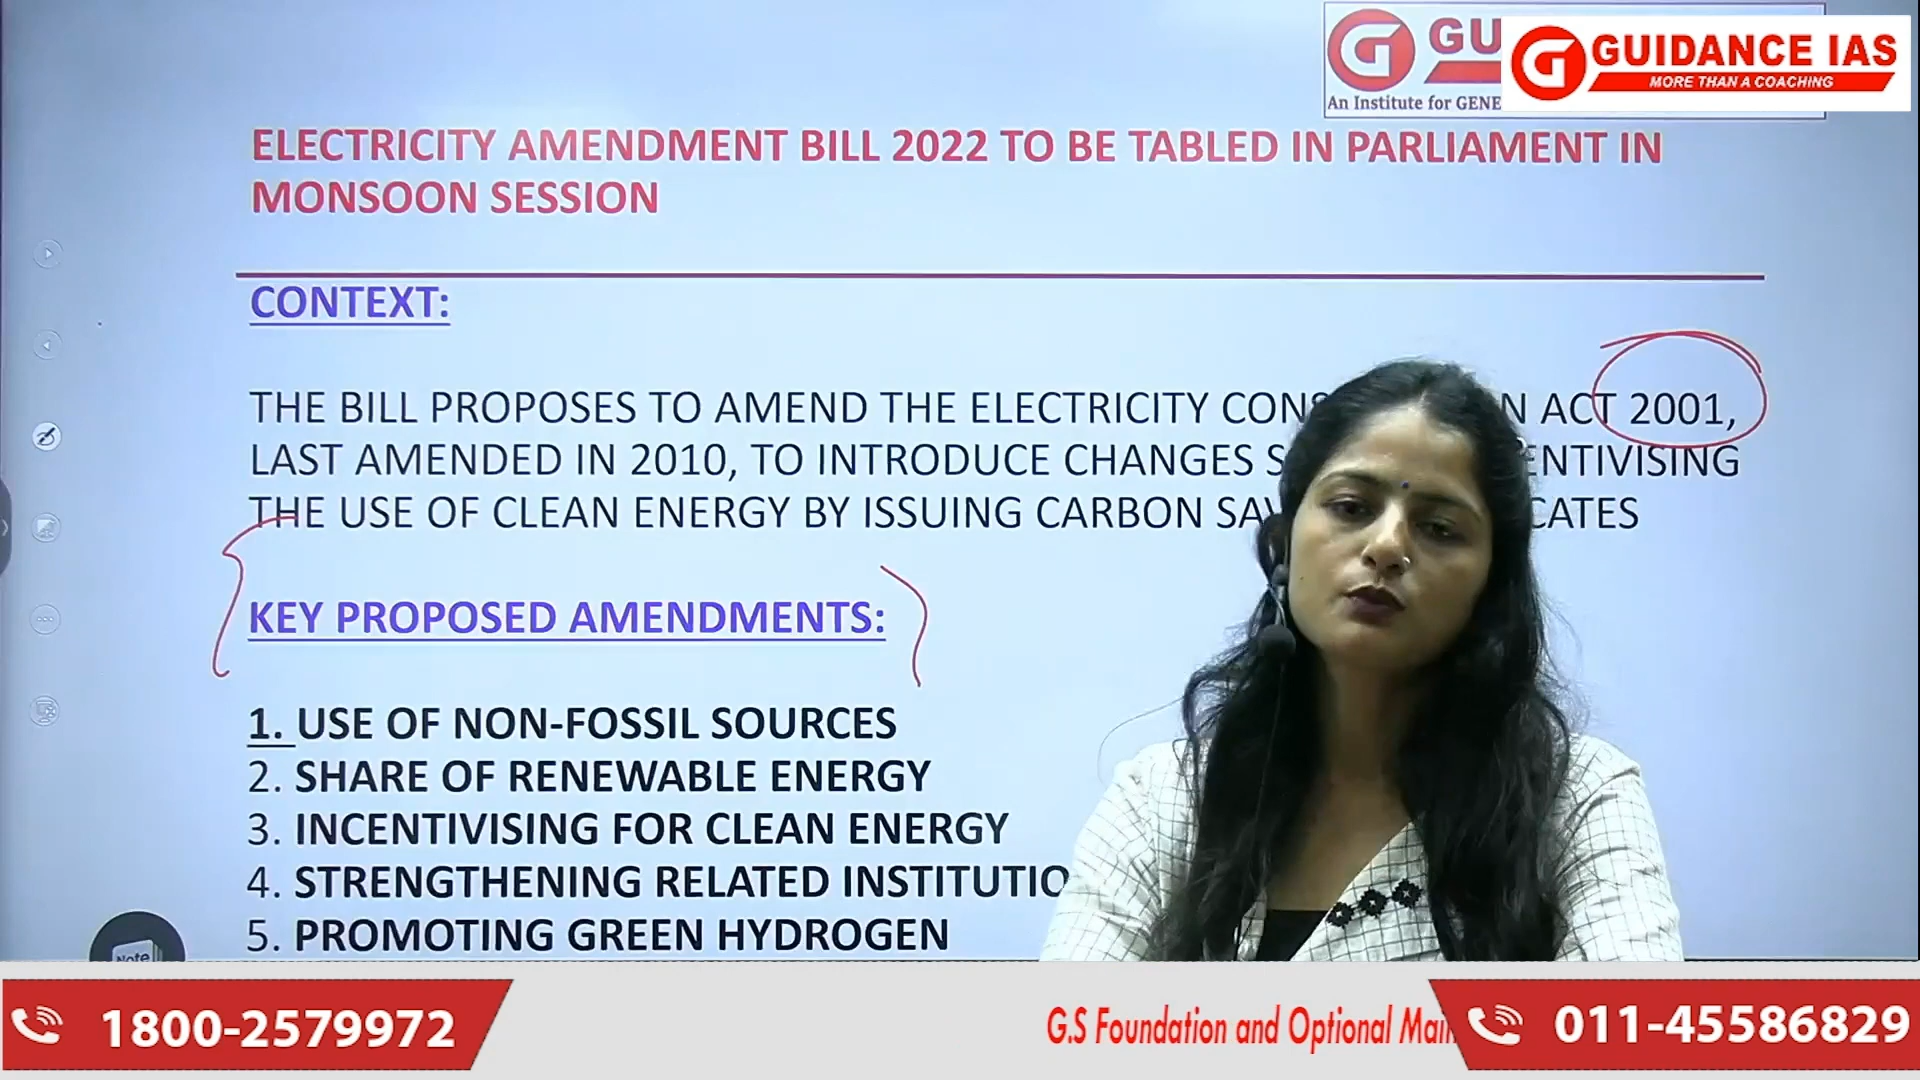 GU
An Institute for GENE
GUIDANCE IAS
MORE THAN A COACHING
ELECTRICITY AMENDMENT BILL 2022 TO BE TABLED IN PARLIAMENT IN
MONSOON SESSION
CONTEXT:
THE BILL PROPOSES TO AMEND THE ELECTRICITY ACT 2001,
LAST AMENDED IN 2010, TO INTRODUCE CHANGES
THE USE OF CLEAN ENERGY BY ISSUING CARBON
KEY PROPOSED AMENDMENTS:
1. USE OF NON-FOSSIL SOURCES
2. SHARE OF RENEWABLE ENERGY
3. INCENTIVISING FOR CLEAN ENERGY
4. STRENGTHENING RELATED INSTITUTIO
5. PROMOTING GREEN HYDROGEN
Note
1800-2579972
G.S Foundation and Optional Mai
011-45586829